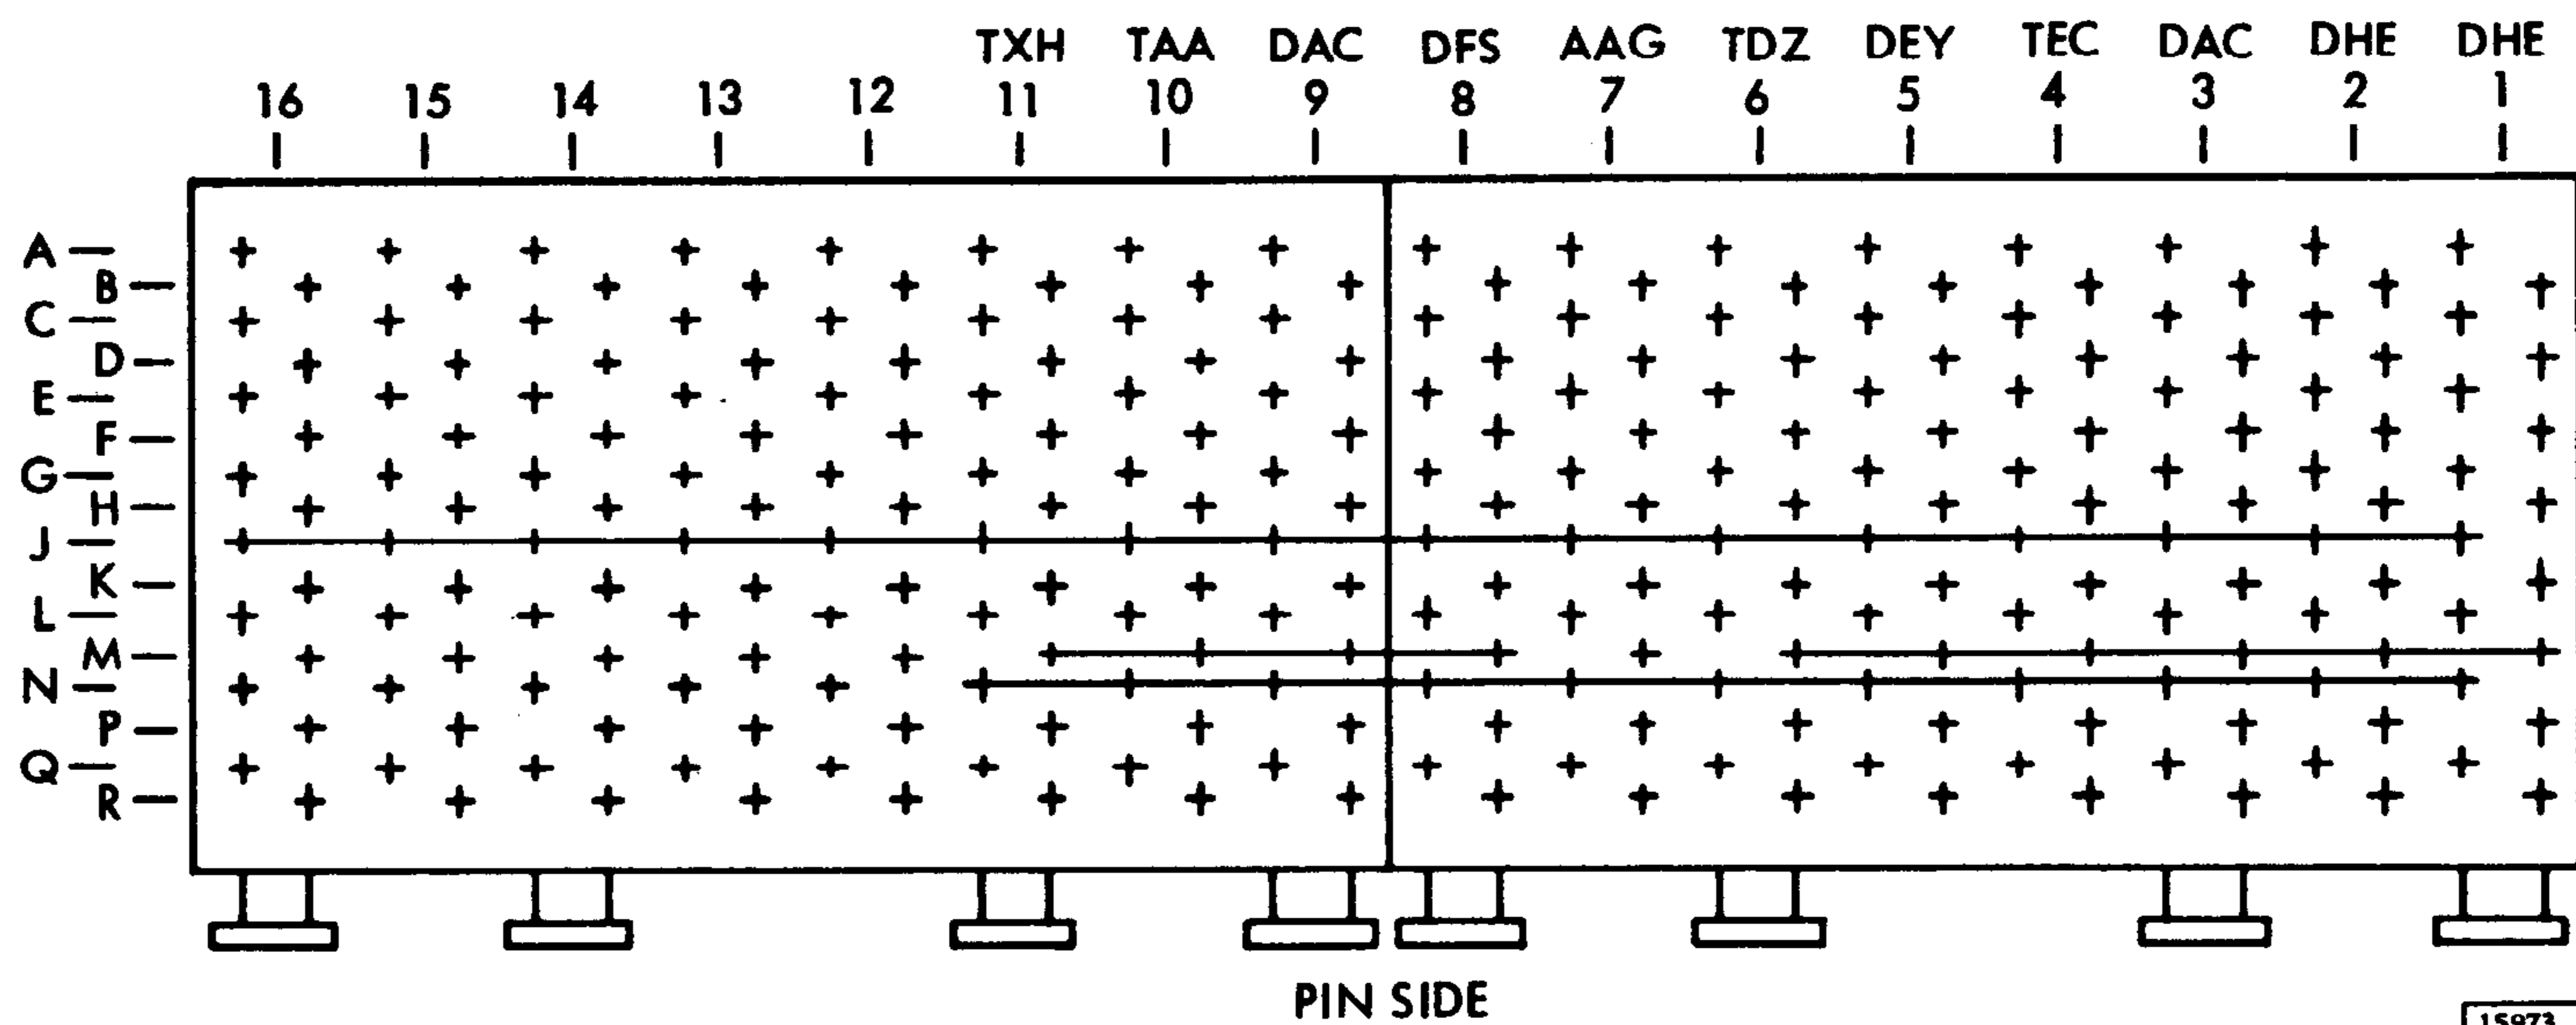 TXH TAA DAC DFS AAG TDZ DEY TEC DAC DHE DHE
16 15 14 13 12 11 10 9 8 7 6 5 4 3 2 1
A
B
C
D
E
F
G
H
J
K
L
M
N
P
Q
R
PIN SIDE
15973